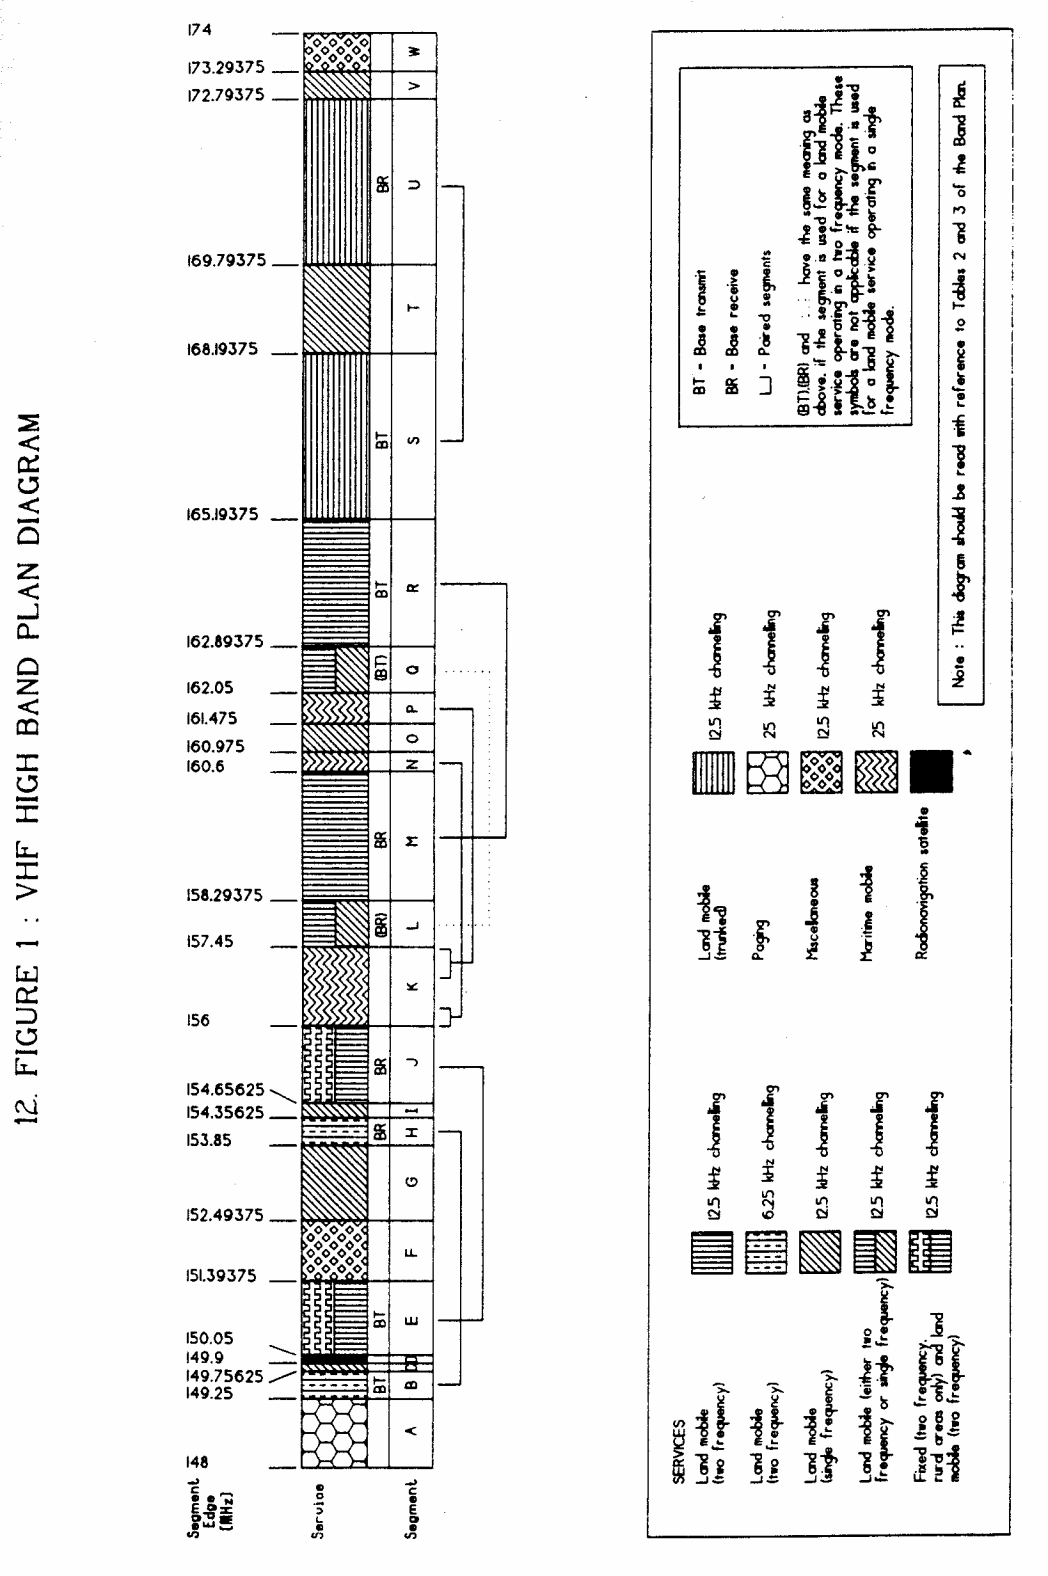 12. FIGURE 1 : VHF HIGH BAND PLAN DIAGRAM
Segment
Edge
(MHz)
148
149.25
149.75625
149.9
150.05
151.39375
152.49375
153.85
154.35625
154.65625
156
157.45
158.29375
160.6
160.975
161.475
162.05
162.89375
165.19375
168.19375
169.79375
172.79375
173.29375
174
Service
BT
BT
BR
BR
(BR)
BR
(BT)
BT
BT
BR
Segment
A
B
E
F
G
H
I
J
K
L
M
N
O
P
Q
R
S
T
U
V
W
SERVICES
Land mobile
(two frequency)
12.5 kHz channelling
Land mobile
(two frequency)
6.25 kHz channelling
Land mobile
(single frequency)
12.5 kHz channelling
Land mobile (either two
frequency or single frequency)
12.5 kHz channelling
Fixed (two frequency,
rural areas only) and land
mobile (two frequency)
12.5 kHz channelling
Land mobile
(trunked)
12.5 kHz channelling
Paging
25 kHz channelling
Miscellaneous
12.5 kHz channelling
Maritime mobile
25 kHz channelling
Radionavigation satellite
BT - Base transmit
BR - Base receive
- Paired segments
(BT),(BR) and : have the same meaning as
above, if the segment is used for a land mobile
service operating in a two frequency mode. These
symbols are not applicable if the segment is used
for a land mobile service operating in a single
frequency mode.
Note : This diagram should be read with reference to Tables 2 and 3 of the Band Plan.